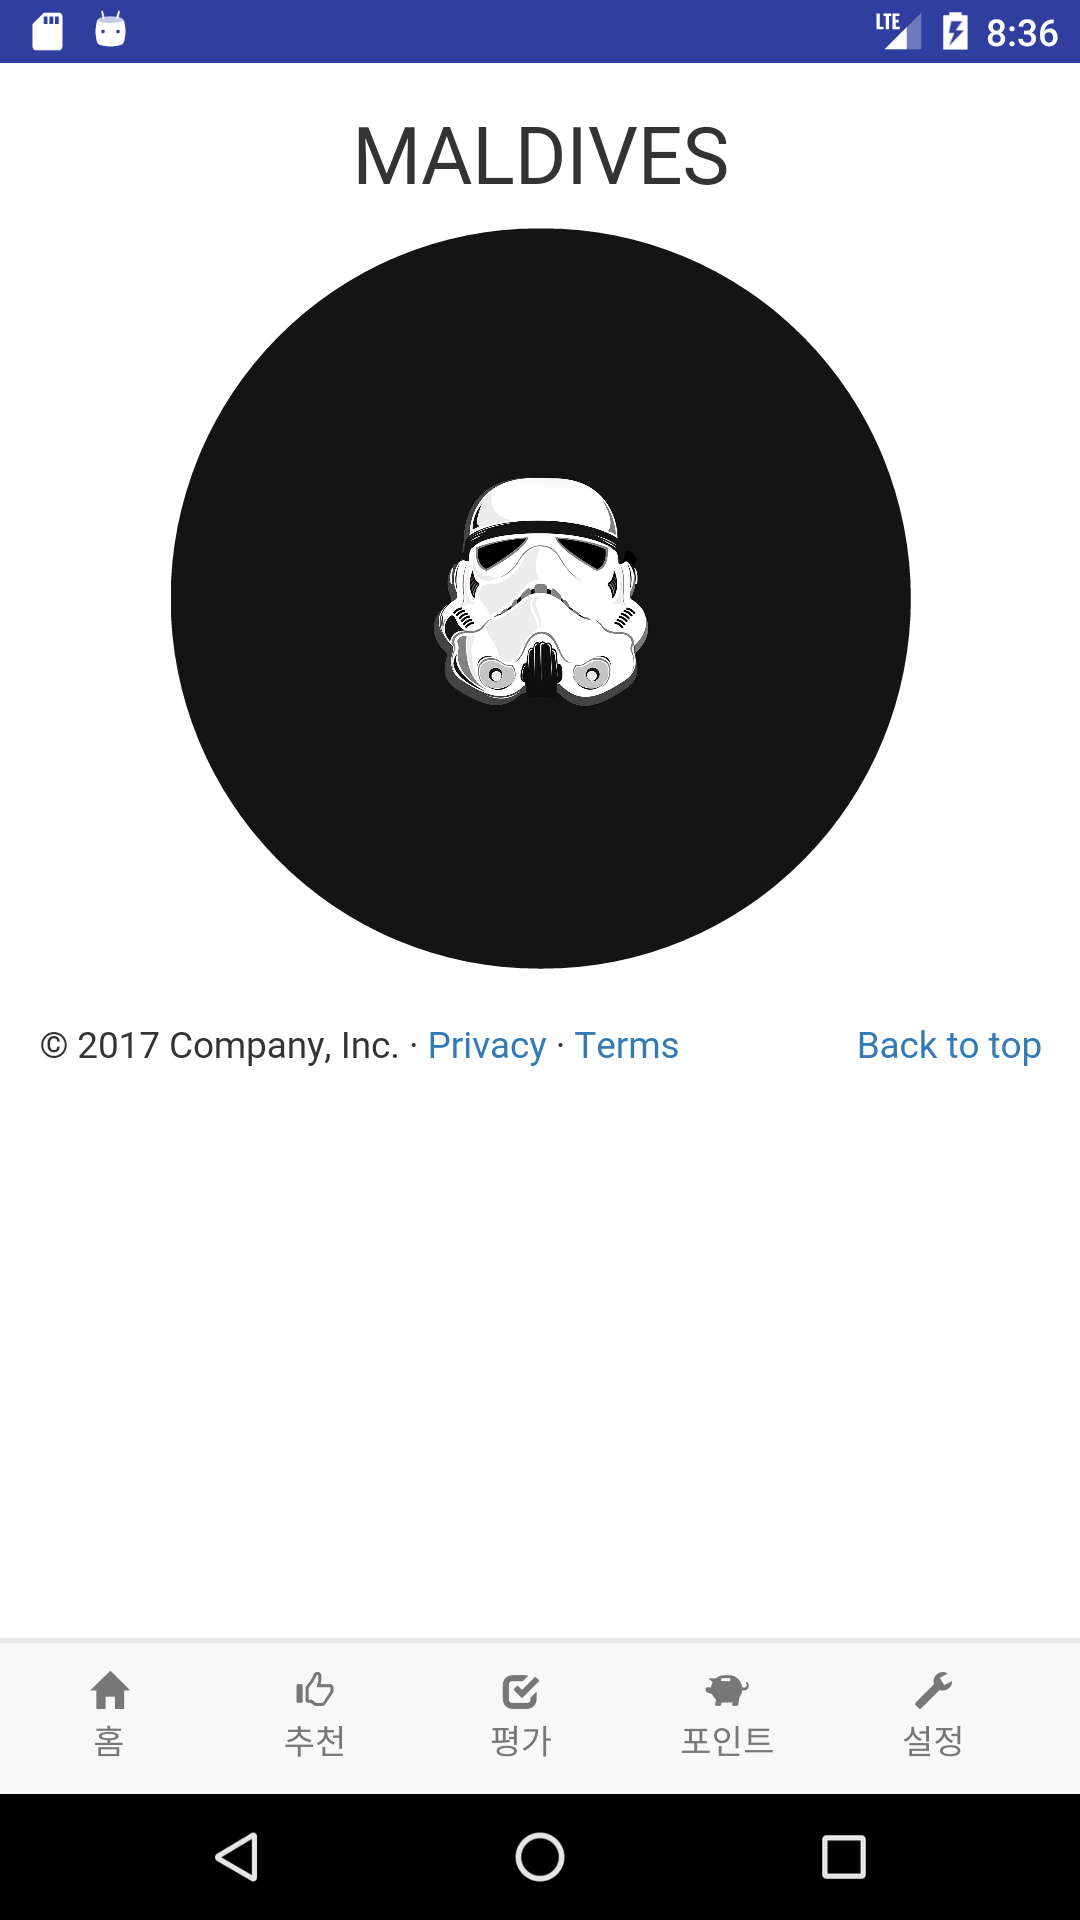 LTE 8:36
MALDIVES
© 2017 Company, Inc. · Privacy · Terms Back to top
홈 추천 평가 포인트 설정